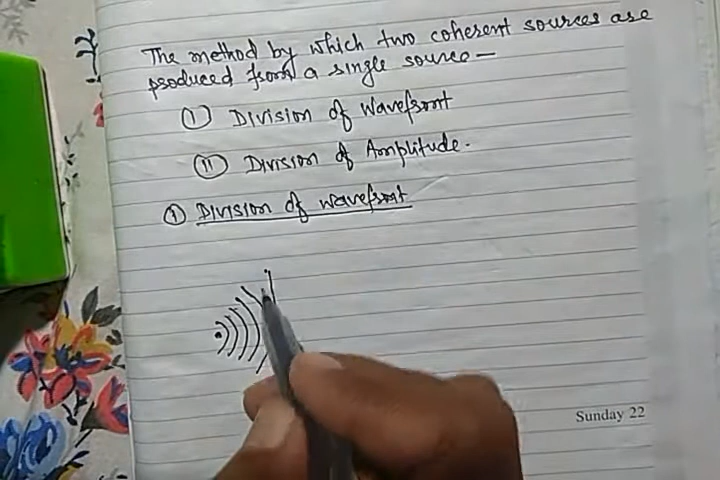 The method by which two coherent sources are
produced from a single source—
(I) Division of Wavefront
(II) Division of Amplitude.
(I) Division of wavefront
Sunday 22